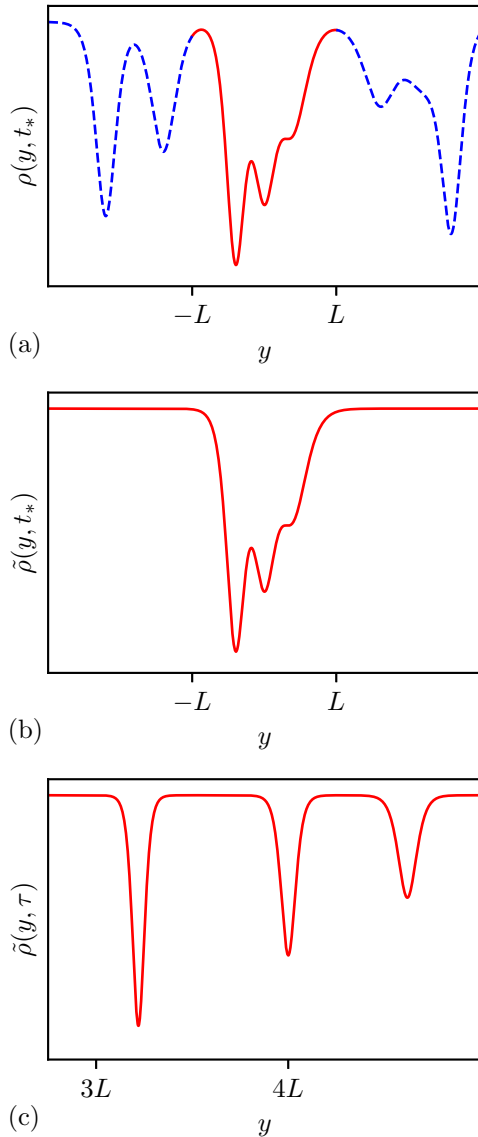 ρ(y, t*)
−L
L
(a)
y
ρ̃(y, t*)
−L
L
(b)
y
ρ̃(y, τ)
3L
4L
(c)
y